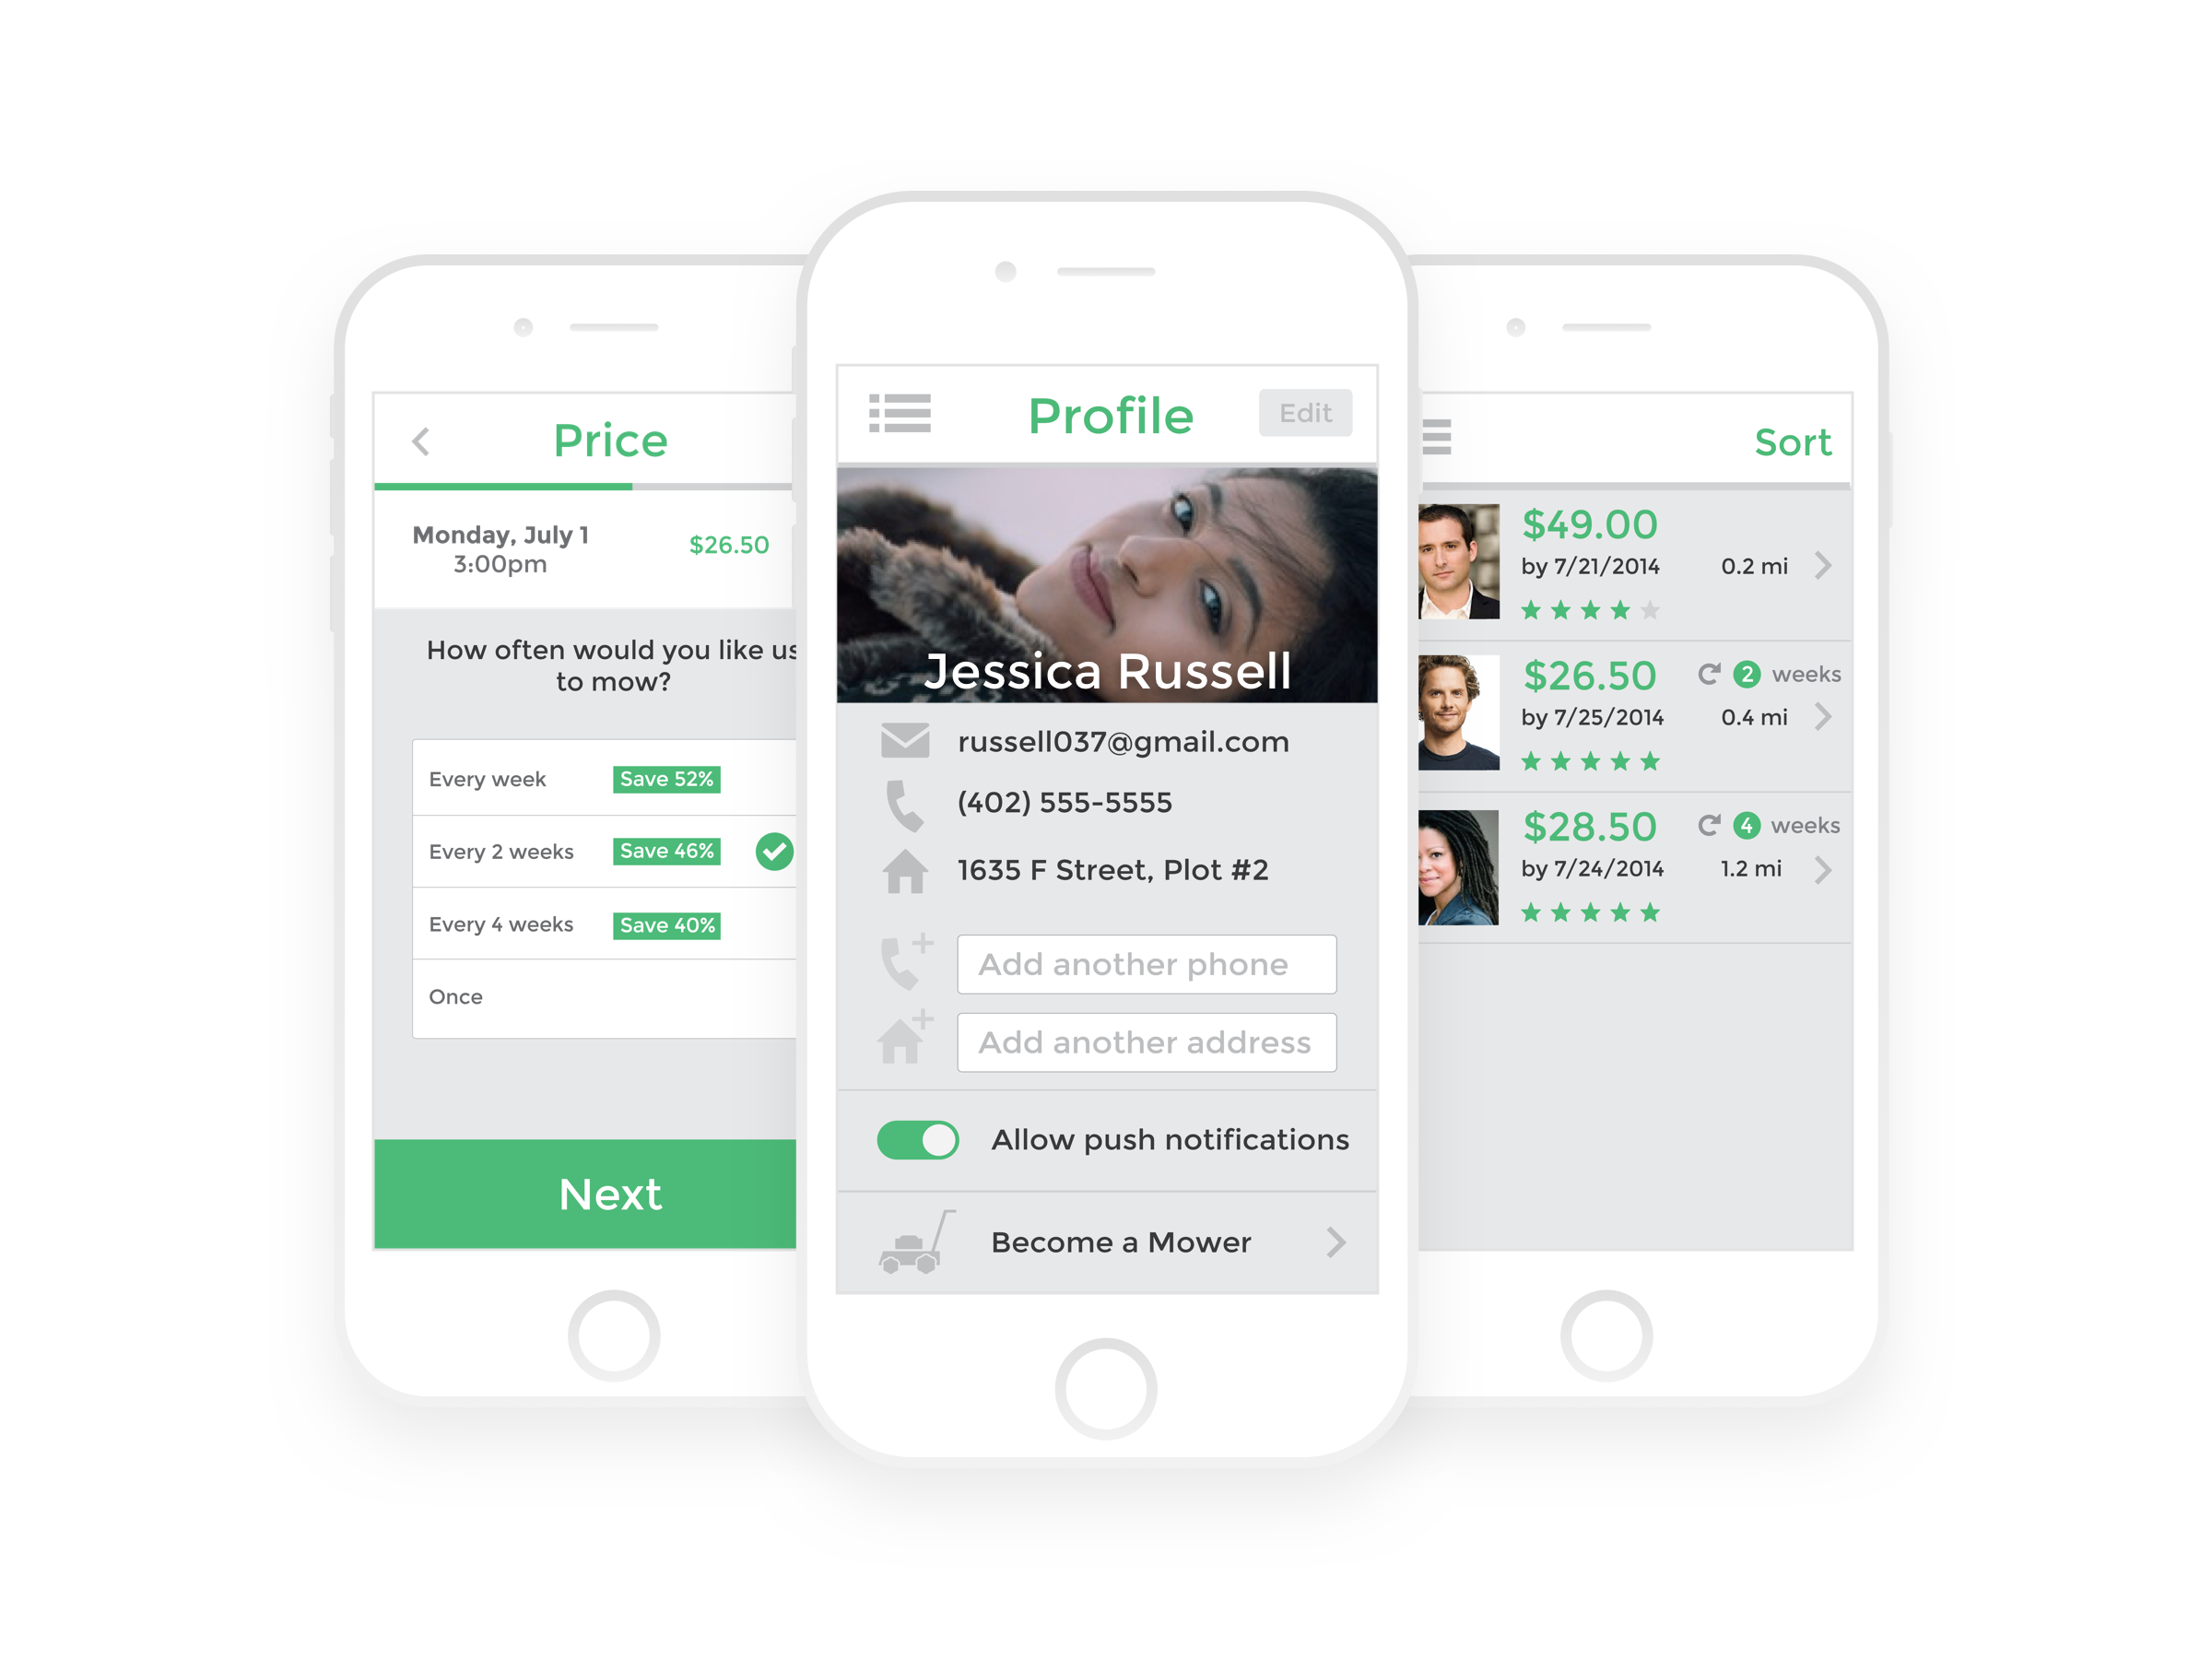 Price
Monday, July 1
3:00pm
$26.50
How often would you like us
to mow?
Every week
Save 52%
Every 2 weeks
Save 46%
Every 4 weeks
Save 40%
Once
Next
Profile
Edit
Jessica Russell
russell037@gmail.com
(402) 555-5555
1635 F Street, Plot #2
Add another phone
Add another address
Allow push notifications
Become a Mower
Sort
$49.00
by 7/21/2014
0.2 mi
$26.50
2 weeks
by 7/25/2014
0.4 mi
$28.50
4 weeks
by 7/24/2014
1.2 mi